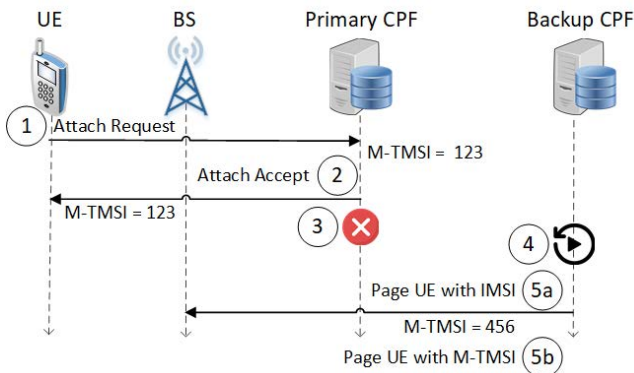 UE BS Primary CPF Backup CPF
1 Attach Request
M-TMSI = 123
Attach Accept 2
M-TMSI = 123
3
4
Page UE with IMSI 5a
M-TMSI = 456
Page UE with M-TMSI 5b